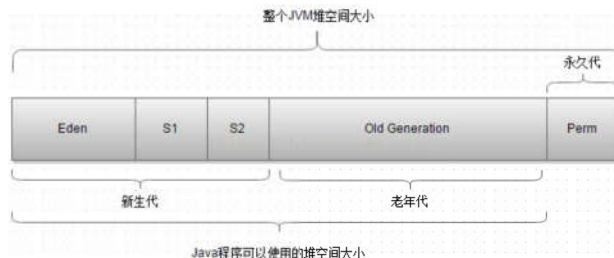 整个JVM堆空间大小
永久代
Eden
S1
S2
Old Generation
Perm
新生代
老年代
Java程序可以使用的堆空间大小